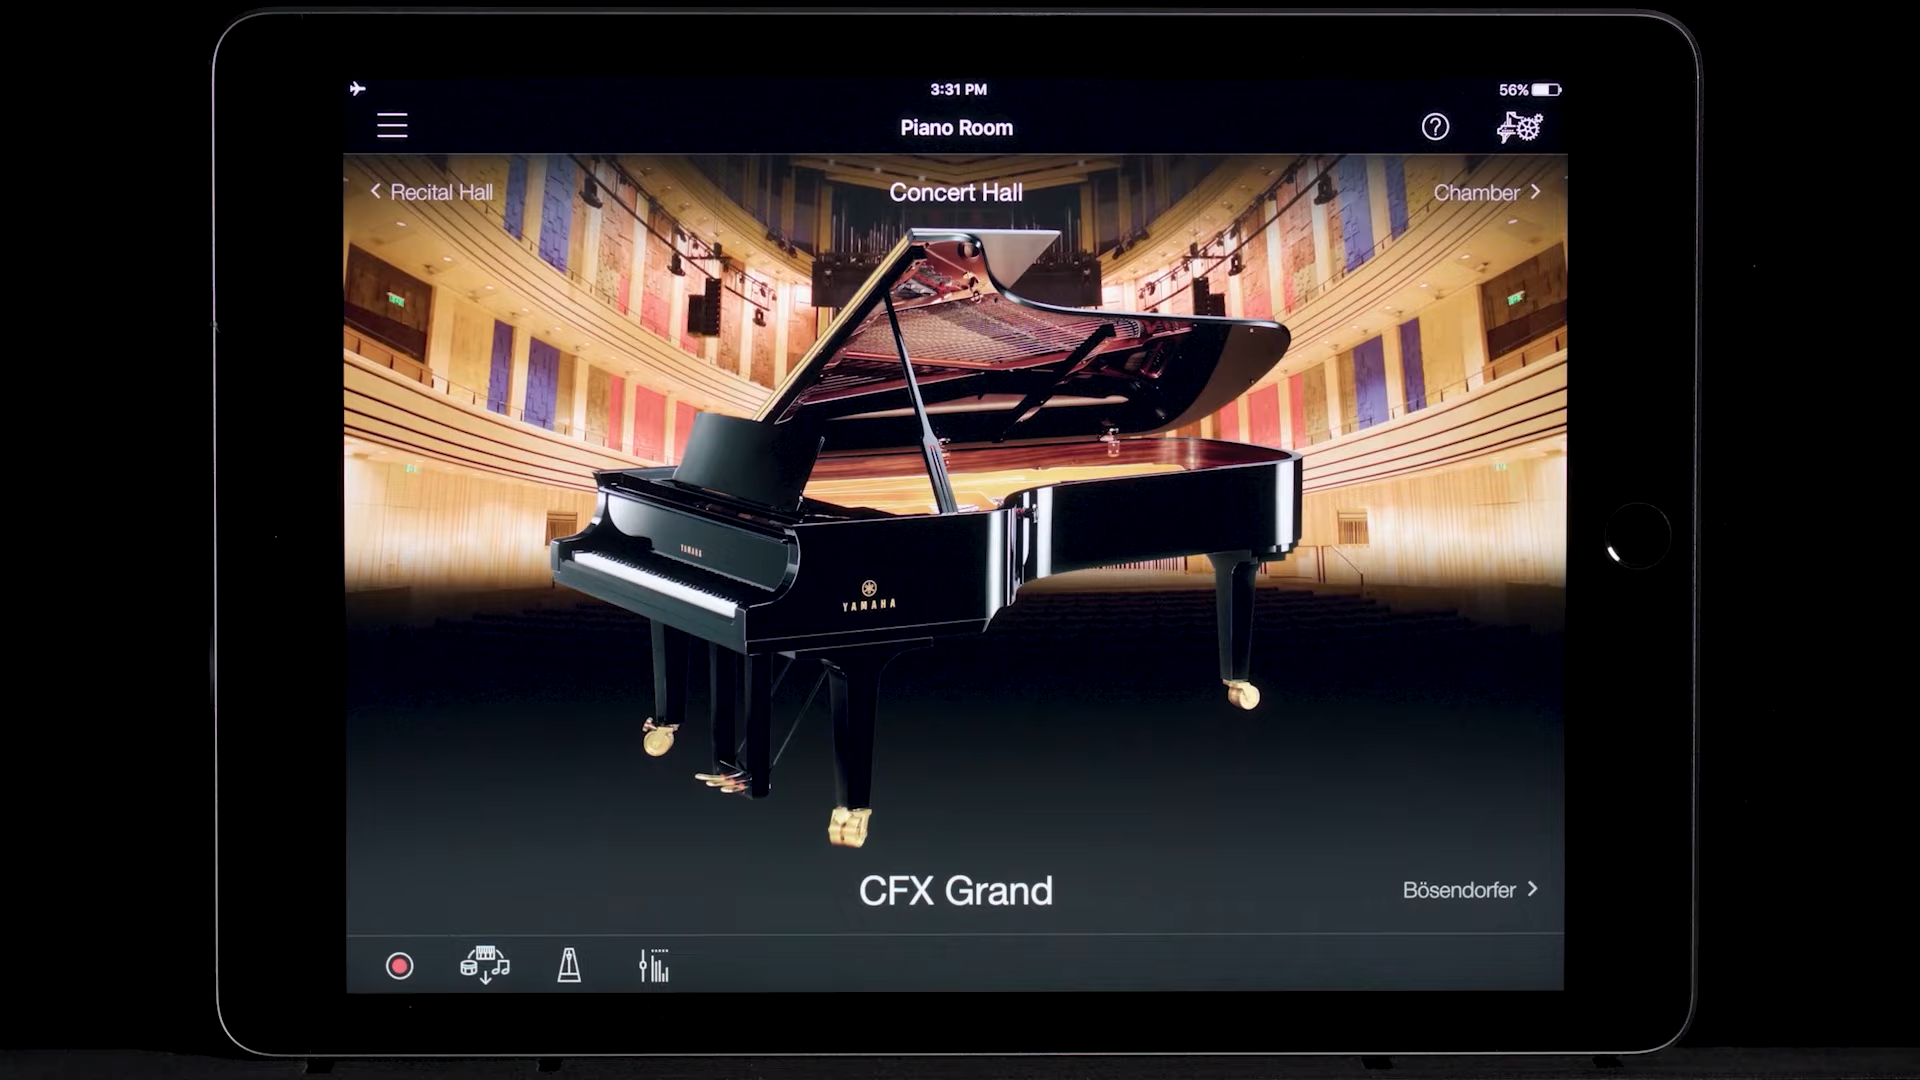 3:31 PM
56%
Piano Room
Recital Hall
Concert Hall
Chamber
YAMAHA
YAMAHA
CFX Grand
Bösendorfer